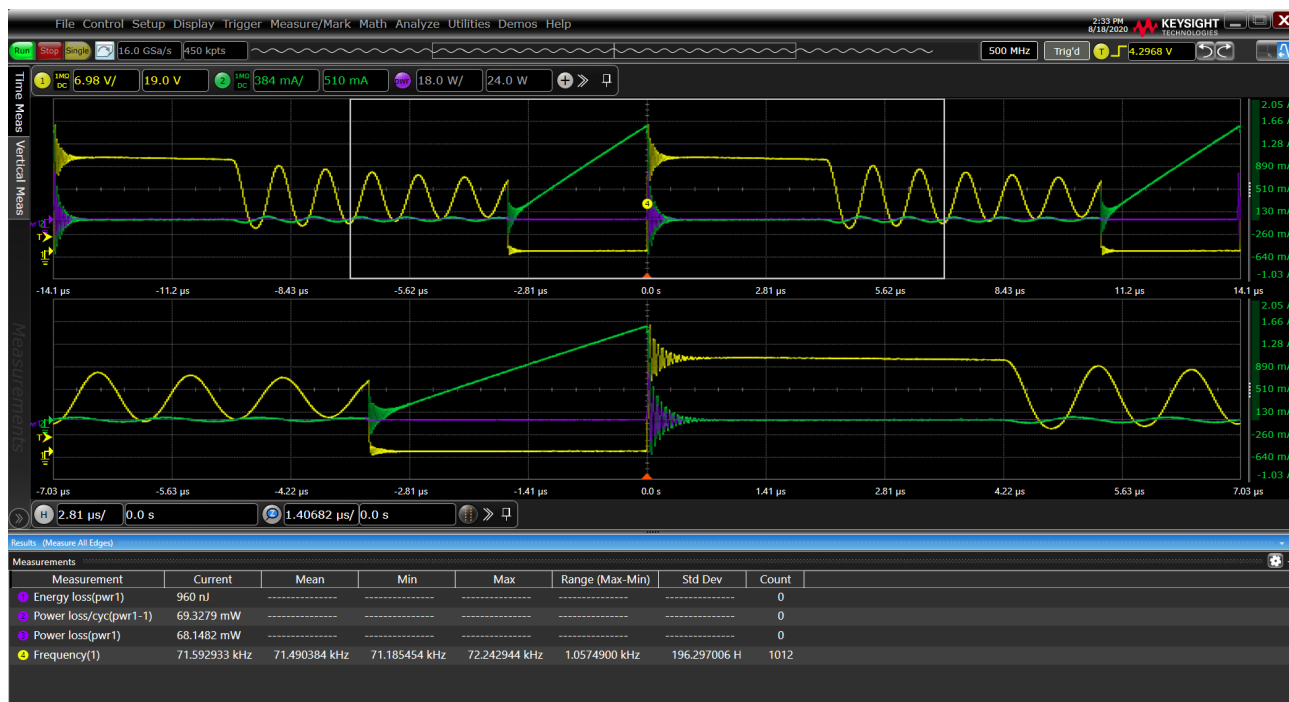 File Control Setup Display Trigger Measure/Mark Math Analyze Utilities Demos Help
2:33 PM
8/18/2020
KEYSIGHT
TECHNOLOGIES
Run Stop Single 16.0 GSa/s 450 kpts 500 MHz Trig'd T 4.2968 V
1 1MΩ DC 6.98 V/ 19.0 V 2 1MΩ DC 384 mA/ 510 mA pwr 18.0 W/ 24.0 W
Time Meas
Vertical Meas
Measurements
2.05
1.66
1.28
890 m
510 m
130 m
-260 m
-640 m
-1.03
4
T
-14.1 µs -11.2 µs -8.43 µs -5.62 µs -2.81 µs 0.0 s 2.81 µs 5.62 µs 8.43 µs 11.2 µs 14.1 µs
2.05
1.66
1.28
890 m
510 m
130 m
-260 m
-640 m
-1.03
T
-7.03 µs -5.63 µs -4.22 µs -2.81 µs -1.41 µs 0.0 s 1.41 µs 2.81 µs 4.22 µs 5.63 µs 7.03 µs
H 2.81 µs/ 0.0 s Z 1.40682 µs/ 0.0 s
Results (Measure All Edges)
Measurements
Measurement Current Mean Min Max Range (Max-Min) Std Dev Count
1 Energy loss(pwr1) 960 nJ -------------- -------------- -------------- -------------- -------------- 0
2 Power loss/cyc(pwr1-1) 69.3279 mW -------------- -------------- -------------- -------------- -------------- 0
3 Power loss(pwr1) 68.1482 mW -------------- -------------- -------------- -------------- -------------- 0
4 Frequency(1) 71.592933 kHz 71.490384 kHz 71.185454 kHz 72.242944 kHz 1.0574900 kHz 196.297006 H 1012